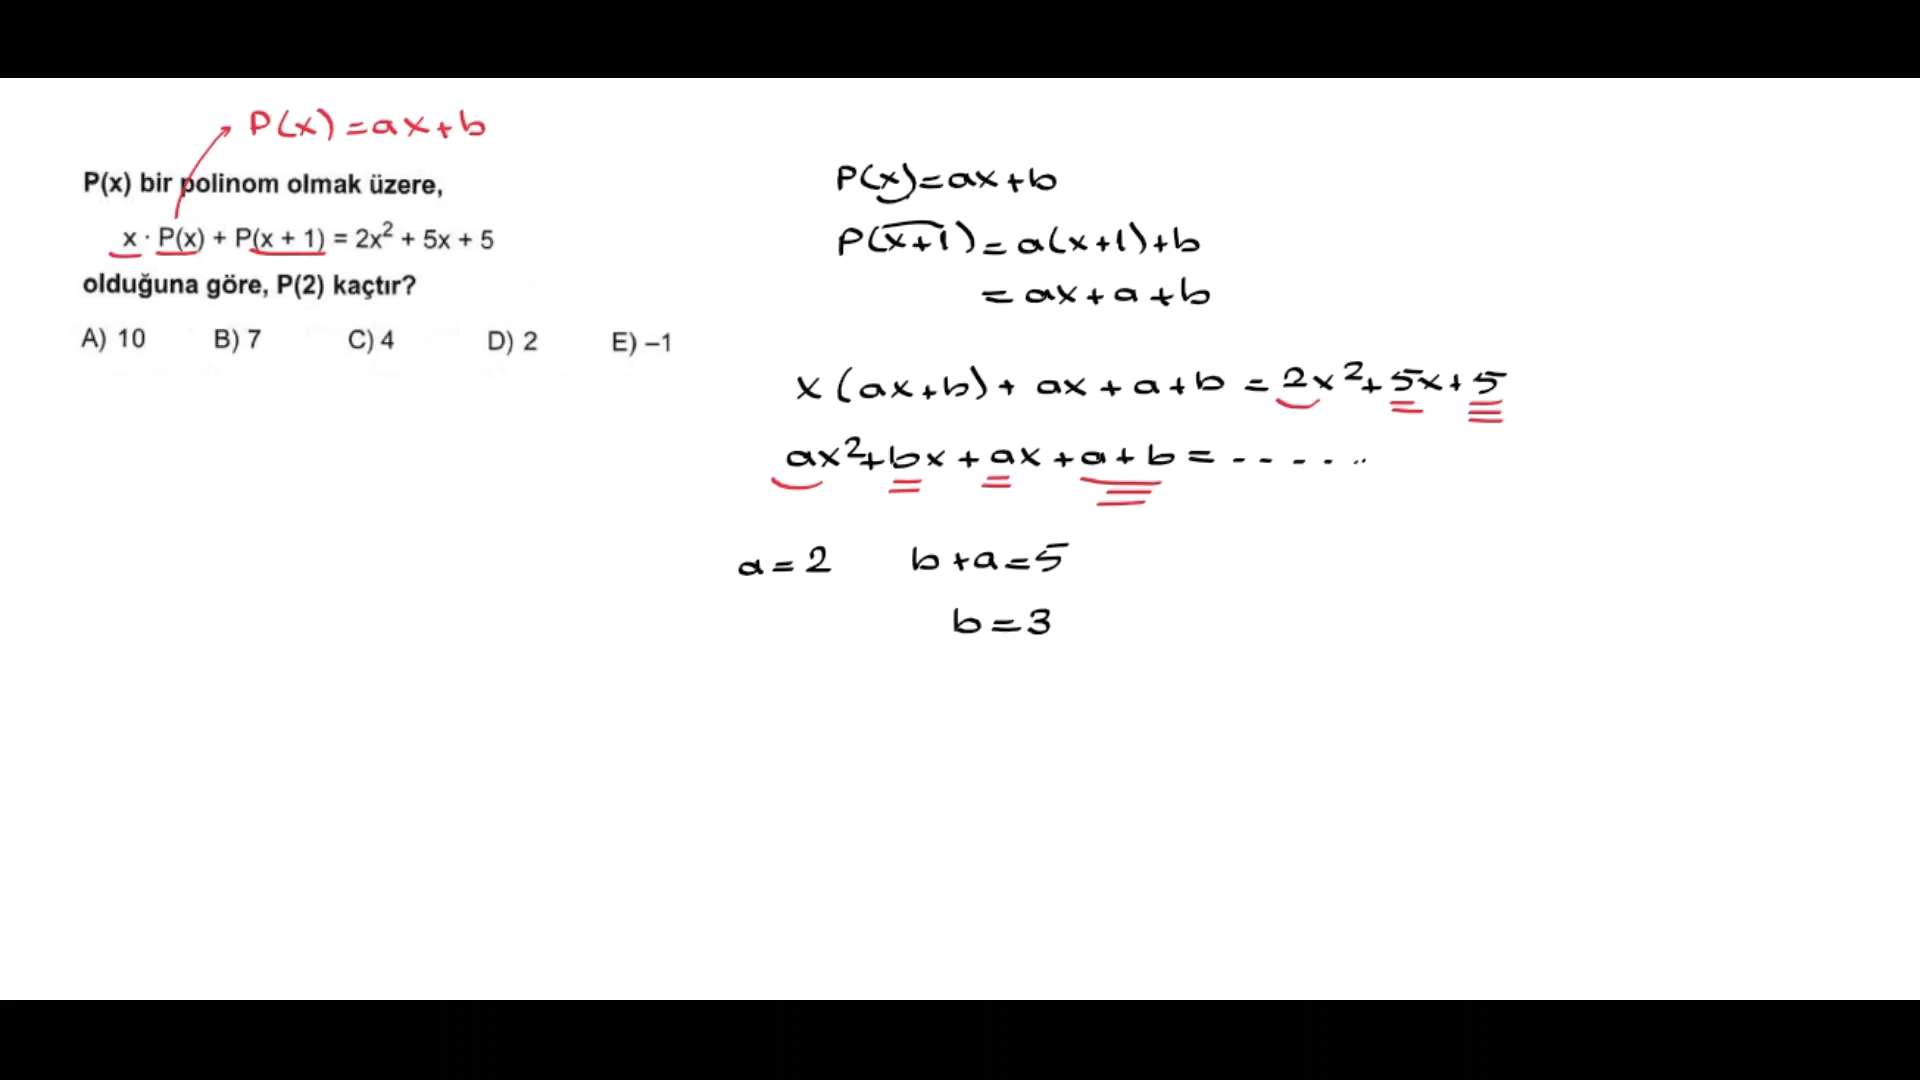 P(x) = ax + b
P(x) bir polinom olmak üzere,
x · P(x) + P(x + 1) = 2x² + 5x + 5
olduğuna göre, P(2) kaçtır?
A) 10 B) 7 C) 4 D) 2 E) –1
P(x) = ax + b
P(x+1) = a(x+1) + b
= ax + a + b
x (ax + b) + ax + a + b = 2x² + 5x + 5
ax² + bx + ax + a + b = - - - - - ..
a = 2 b + a = 5
b = 3